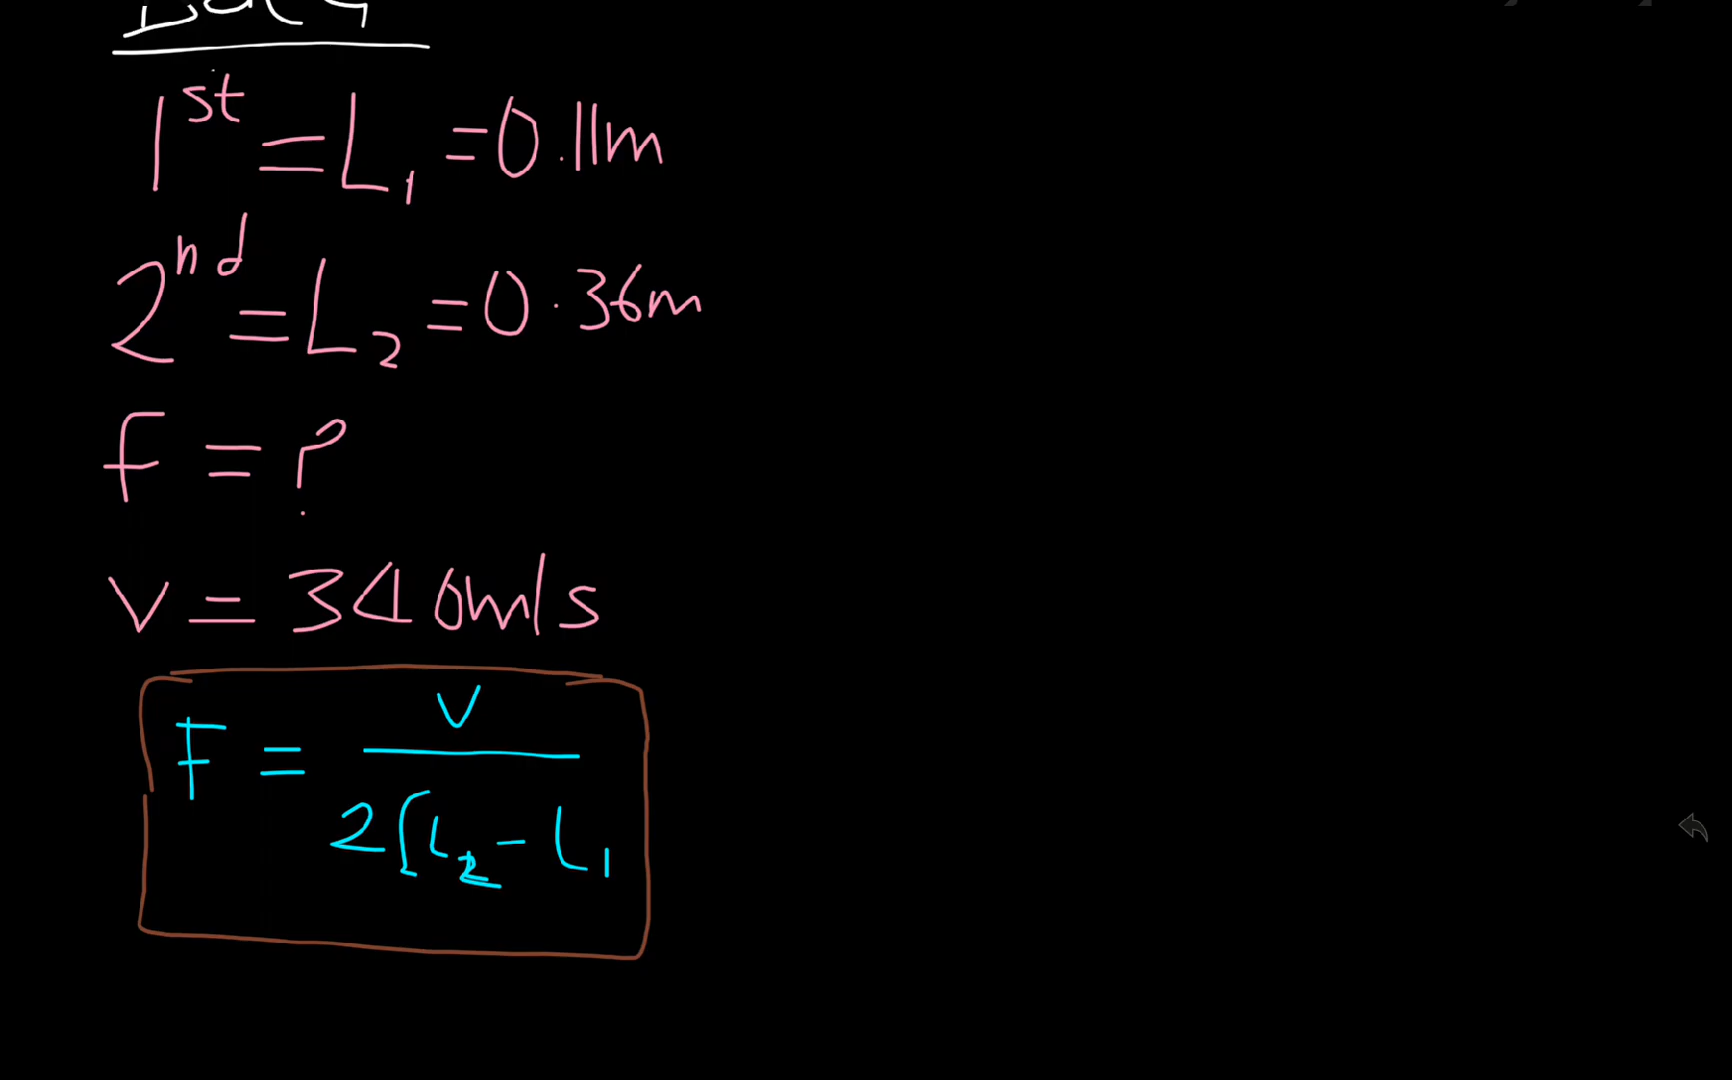 1st = L1 = 0.11m
2nd = L2 = 0.36m
f = ?
V = 340m/s
F = V
2(L2 - L1